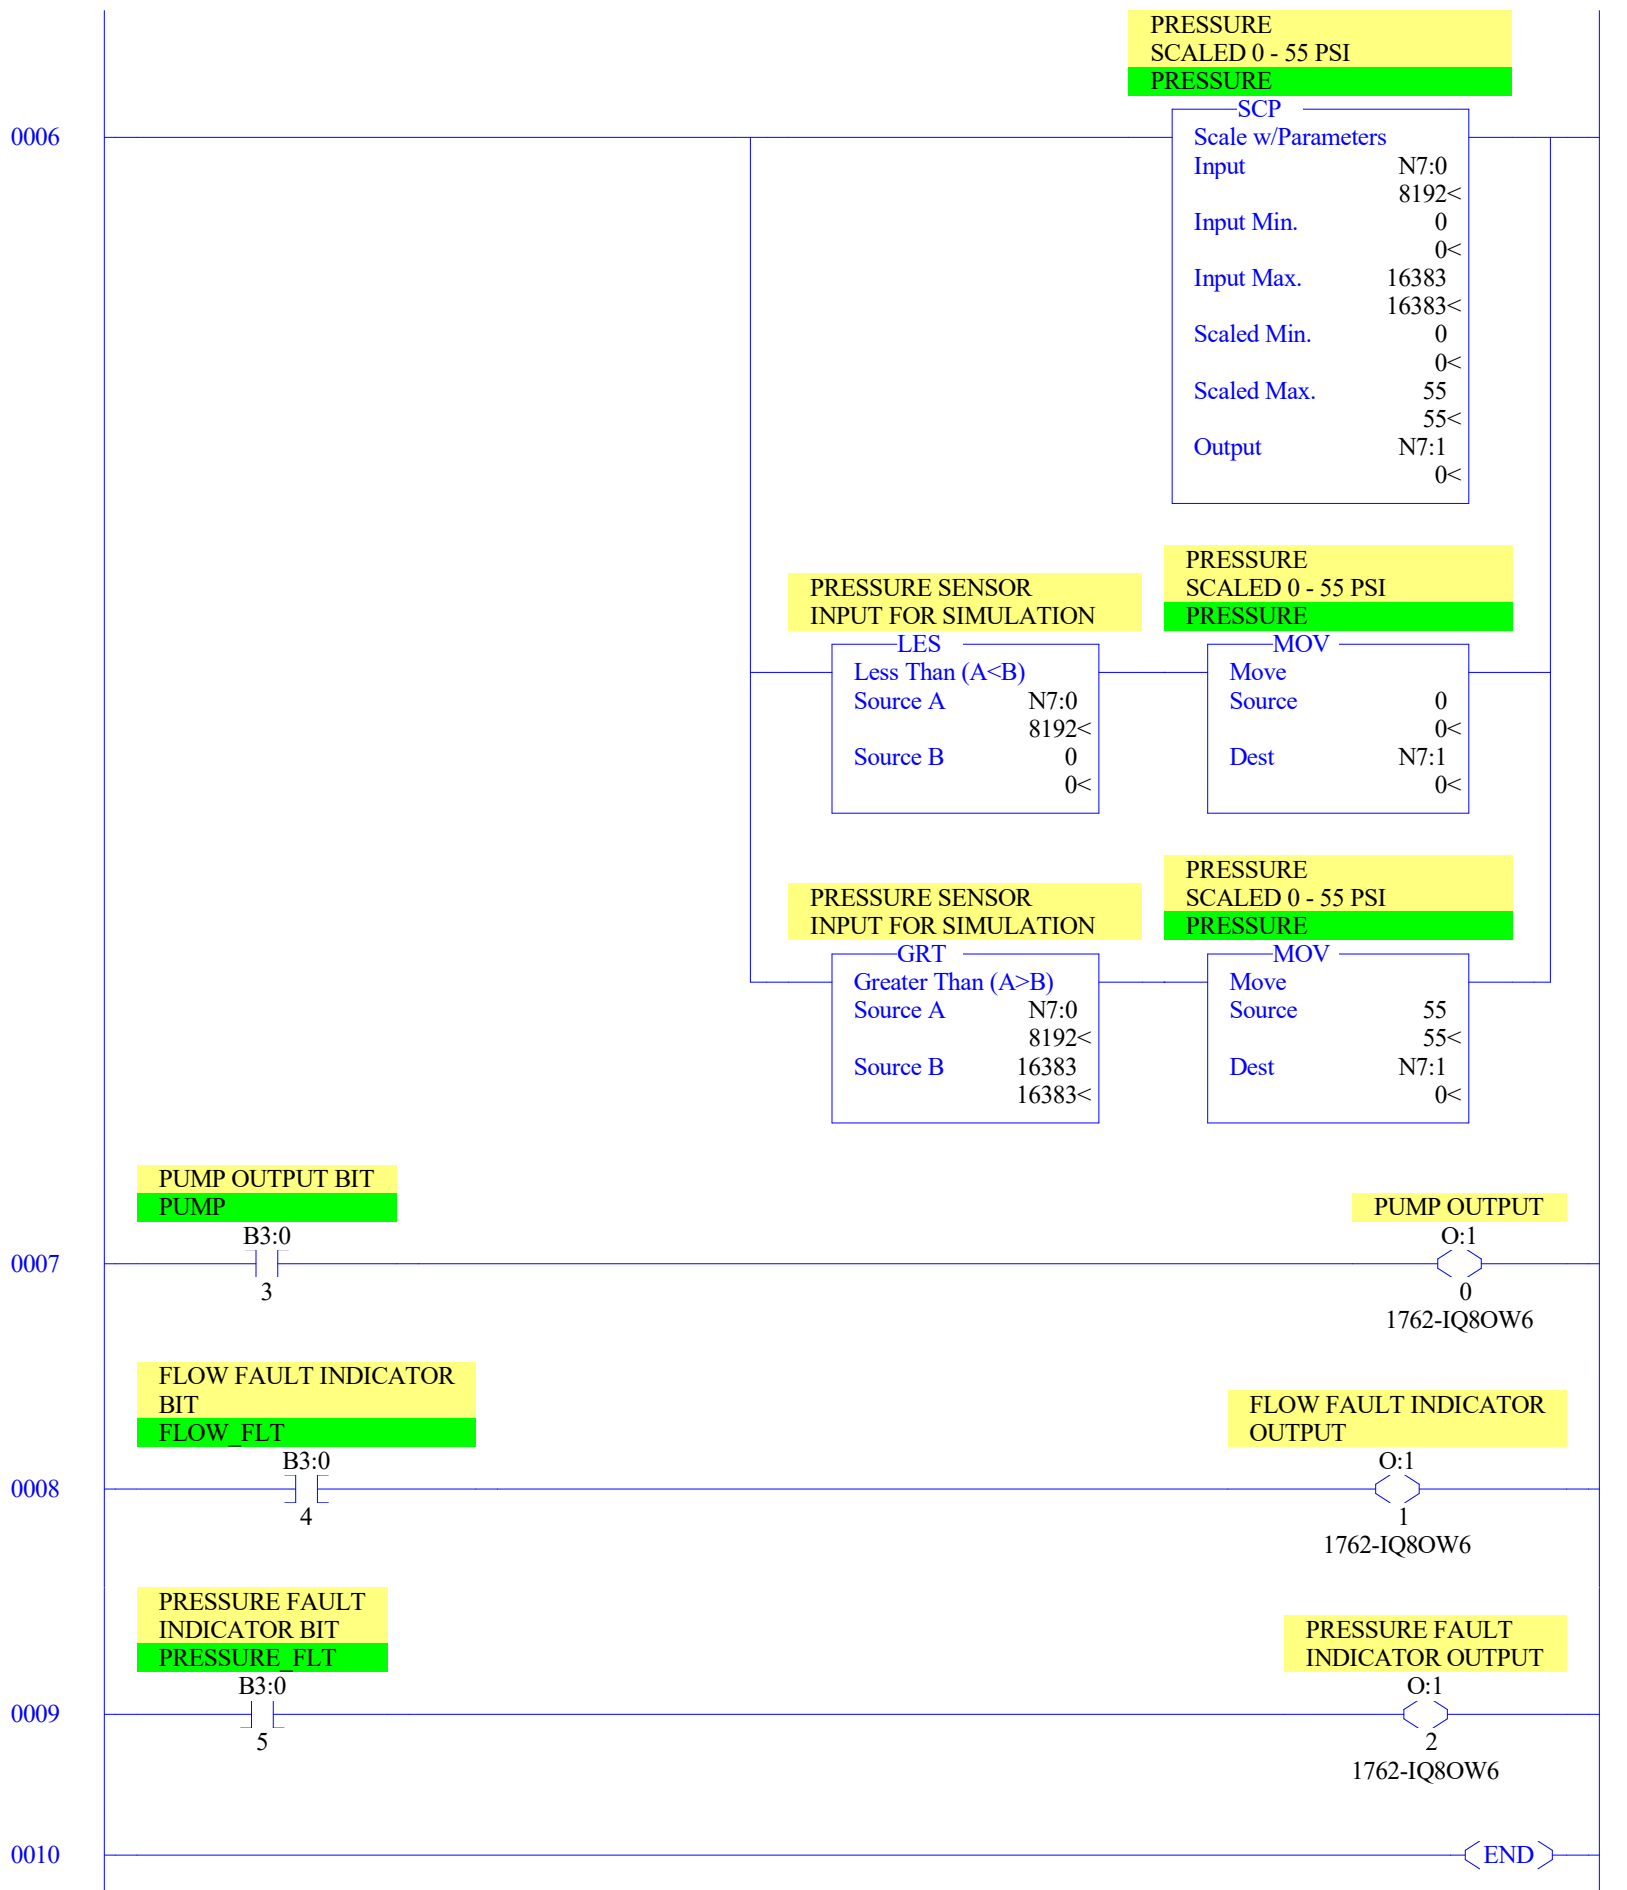 PRESSURE
SCALED 0 - 55 PSI
PRESSURE
SCP
0006
Scale w/Parameters
Input N7:0
8192<
Input Min. 0
0<
Input Max. 16383
16383<
Scaled Min. 0
0<
Scaled Max. 55
55<
Output N7:1
0<
PRESSURE SENSOR
INPUT FOR SIMULATION
LES
Less Than (A<B)
Source A N7:0
8192<
Source B 0
0<
PRESSURE
SCALED 0 - 55 PSI
PRESSURE
MOV
Move
Source 0
0<
Dest N7:1
0<
PRESSURE SENSOR
INPUT FOR SIMULATION
GRT
Greater Than (A>B)
Source A N7:0
8192<
Source B 16383
16383<
PRESSURE
SCALED 0 - 55 PSI
PRESSURE
MOV
Move
Source 55
55<
Dest N7:1
0<
PUMP OUTPUT BIT
PUMP
B3:0
0007
3
PUMP OUTPUT
O:1
0
1762-IQ8OW6
FLOW FAULT INDICATOR
BIT
FLOW_FLT
B3:0
0008
4
FLOW FAULT INDICATOR
OUTPUT
O:1
1
1762-IQ8OW6
PRESSURE FAULT
INDICATOR BIT
PRESSURE_FLT
B3:0
0009
5
PRESSURE FAULT
INDICATOR OUTPUT
O:1
2
1762-IQ8OW6
0010
END